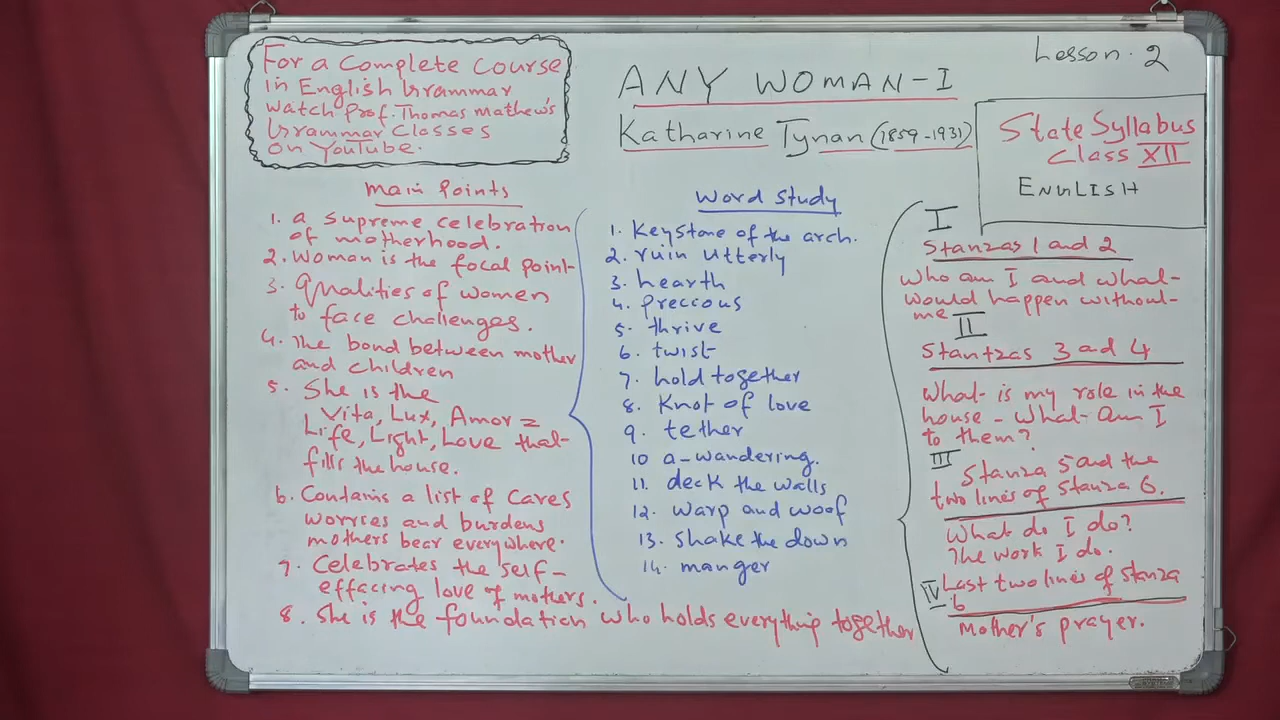 For a Complete Course
in English Grammar
watch Prof. Thomas Mathew's
Grammar Classes
on YouTube.
Lesson. 2
ANY WOMAN-I
Katharine Tynan (1859-1931)
State Syllabus
Class XII
ENGLISH
Main Points
1. a supreme celebration
of motherhood.
2. Woman is the focal point
3. Qualities of women
to face challenges.
4. The bond between mother
and children
5. She is the
Vita, Lux, Amor =
Life, Light, Love that
fills the house.
6. Contains a list of cares
worries and burdens
mothers bear everywhere.
7. Celebrates the self-
effacing love of mothers.
8. She is the foundation who holds everything together
Word Study
1. Keystone of the arch.
2. ruin utterly
3. hearth
4. precious
5. thrive
6. twist
7. hold together
8. Knot of love
9. tether
10 a-wandering.
11. deck the walls
12. warp and woof
13. shake the down
14. manger
I
Stanzas 1 and 2
Who am I and what
would happen without
me
II
Stantzas 3 ad 4
What is my role in the
house - What am I
to them?
III
Stanza 5 and the
two lines of Stanza 6.
What do I do?
The work I do.
IV Last two lines of Stanza
6
Mother's prayer.